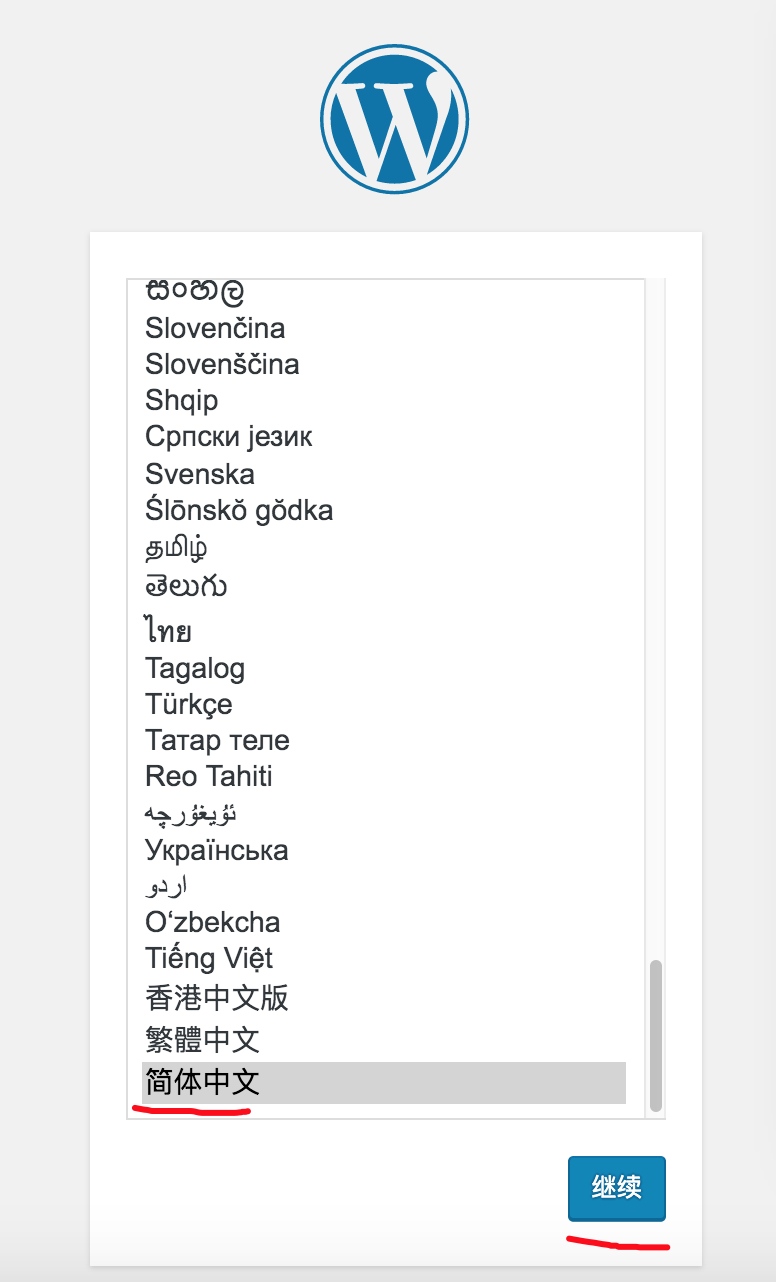 සිංහල
Slovenčina
Slovenščina
Shqip
Српски језик
Svenska
Ślōnskŏ gŏdka
தமிழ்
తెలుగు
ไทย
Tagalog
Türkçe
Татар теле
Reo Tahiti
ئۇيغۇرچە
Українська
اردو
O‘zbekcha
Tiếng Việt
香港中文版
繁體中文
简体中文
继续